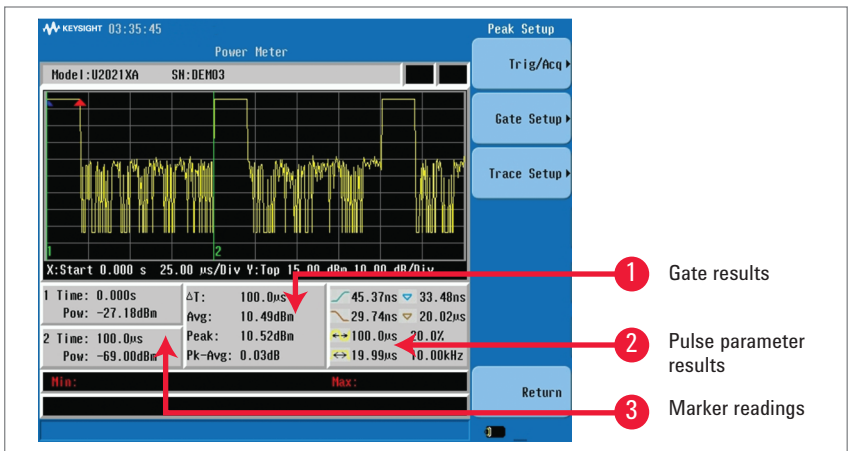 KEYSIGHT 03:35:45
Peak Setup
Power Meter
Model:U2021XA SN:DEMO3
Trig/Acq
Gate Setup
Trace Setup
1
2
X:Start 0.000 s 25.00 µs/Div Y:Top 15.00 dBm 10.00 dB/Div
1 Time: 0.000s
Pow: -27.18dBm
2 Time: 100.0µs
Pow: -69.00dBm
ΔT: 100.0µs
Avg: 10.49dBm
Peak: 10.52dBm
Pk-Avg: 0.03dB
45.37ns 33.48ns
29.74ns 20.02µs
100.0µs 20.0%
19.99µs 10.00kHz
Min: Max:
Return
1 Gate results
2 Pulse parameter
results
3 Marker readings